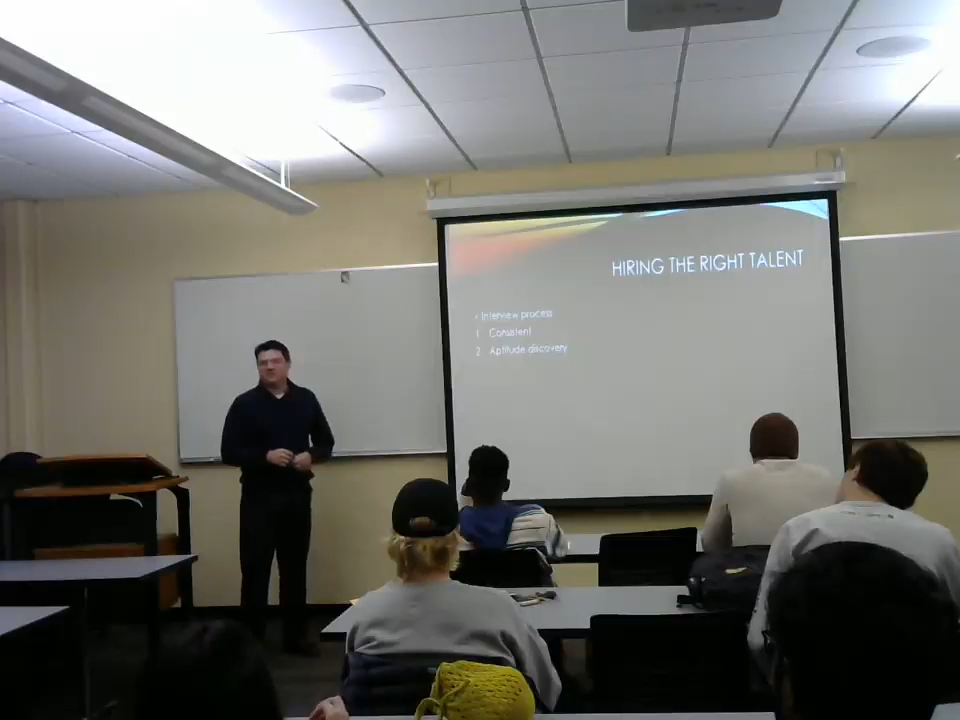 HIRING THE RIGHT TALENT
Interview process
1 Consistent
2 Aptitude discovery